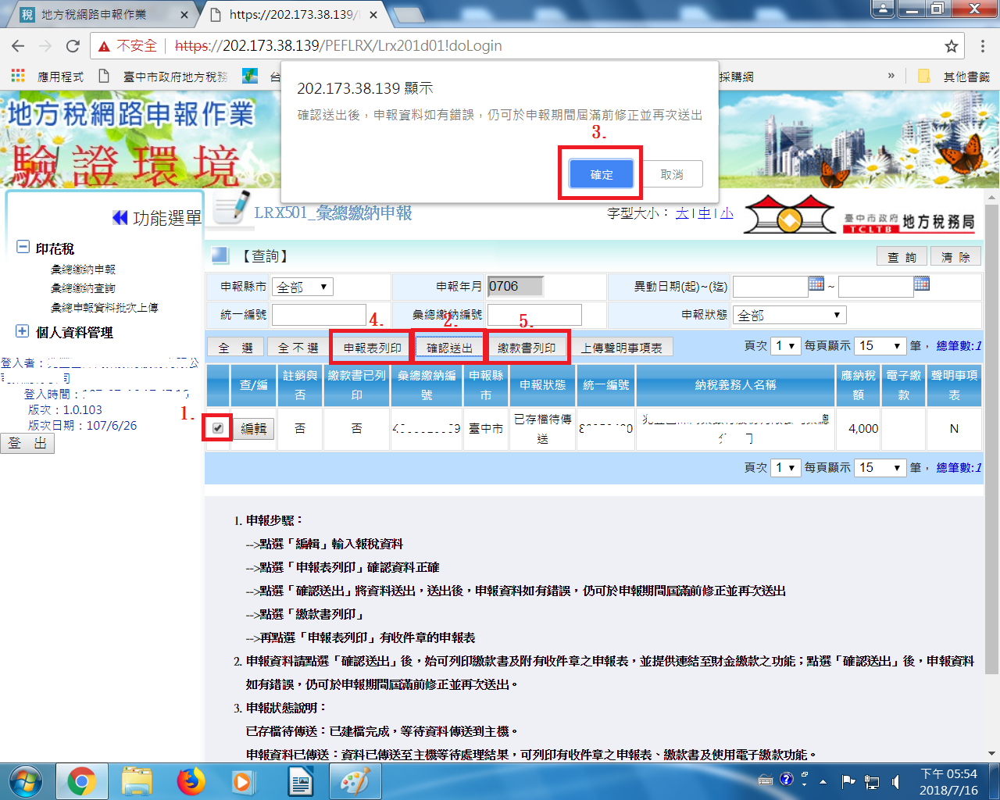 稅 地方稅網路申報作業
https://202.173.38.139/
不安全 https://202.173.38.139/PEFLRX/Lrx201d01!doLogin
應用程式 臺中市政府地方稅務 台 採購網 » 其他書籤
地方稅網路申報作業
驗證環境
202.173.38.139 顯示
確認送出後，申報資料如有錯誤，仍可於申報期間屆滿前修正並再次送出
3.
確定 取消
功能選單
印花稅
彙總繳納申報
彙總繳納查詢
彙總申報資料批次上傳
個人資料管理
登入者：
登入時間：
版次：1.0.103
版次日期：107/6/26
登 出
LRX501_彙總繳納申報
字型大小： 大 | 中 | 小
臺中市政府 地方稅務局
TCLTB
【查詢】 查 詢 清 除
申報縣市 全部 申報年月 0706 異動日期(起)~(迄) ~
統一編號 彙總繳納編號 申報狀態 全部
4. 2. 5.
全 選 全 不 選 申報表列印 確認送出 繳款書列印 上傳聲明事項表 頁次 1 每頁顯示 15 筆， 總筆數:1
查/編 註銷與否 繳款書已列印 彙總繳納編號 申報縣市 申報狀態 統一編號 納稅義務人名稱 應納稅額 電子繳款 聲明事項表
1.
編輯 否 否 臺中市 已存檔待傳送 4,000 N
頁次 1 每頁顯示 15 筆， 總筆數:1
1. 申報步驟：
-->點選「編輯」輸入報稅資料
-->點選「申報表列印」確認資料正確
-->點選「確認送出」將資料送出，送出後，申報資料如有錯誤，仍可於申報期間屆滿前修正並再次送出
-->點選「繳款書列印」
-->再點選「申報表列印」有收件章的申報表
2. 申報資料請點選「確認送出」後，始可列印繳款書及附有收件章之申報表，並提供連結至財金繳款之功能；點選「確認送出」後，申報資料
如有錯誤，仍可於申報期間屆滿前修正並再次送出。
3. 申報狀態說明：
已存檔待傳送：已建檔完成，等待資料傳送到主機。
申報資料已傳送：資料已傳送至主機等待處理結果，可列印有收件章之申報表、繳款書及使用電子繳款功能。
下午 05:54
2018/7/16